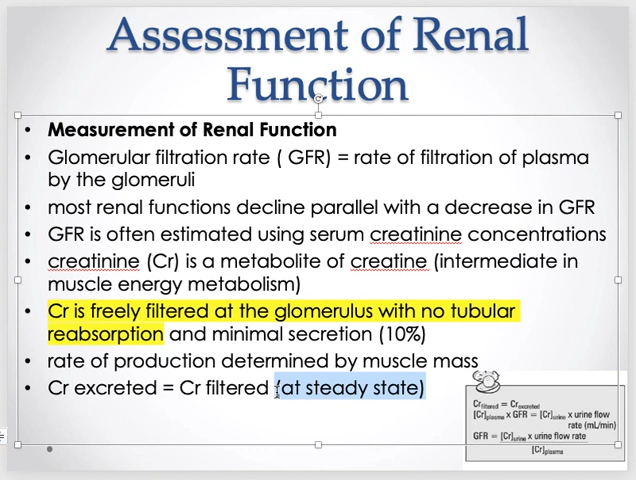 Assessment of Renal
Function
• Measurement of Renal Function
• Glomerular filtration rate ( GFR) = rate of filtration of plasma
by the glomeruli
• most renal functions decline parallel with a decrease in GFR
• GFR is often estimated using serum creatinine concentrations
• creatinine (Cr) is a metabolite of creatine (intermediate in
muscle energy metabolism)
• Cr is freely filtered at the glomerulus with no tubular
reabsorption and minimal secretion (10%)
• rate of production determined by muscle mass
• Cr excreted = Cr filtered (at steady state)
Cr filtered = Cr excreted
[Cr]plasma x GFR = [Cr]urine x urine flow
rate (mL/min)
GFR = [Cr]urine x urine flow rate
[Cr]plasma